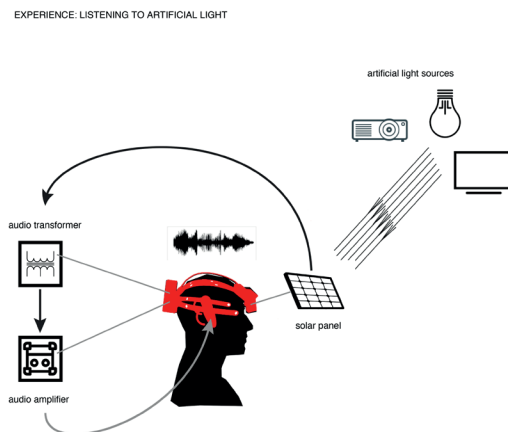 EXPERIENCE: LISTENING TO ARTIFICIAL LIGHT
artificial light sources
audio transformer
solar panel
audio amplifier